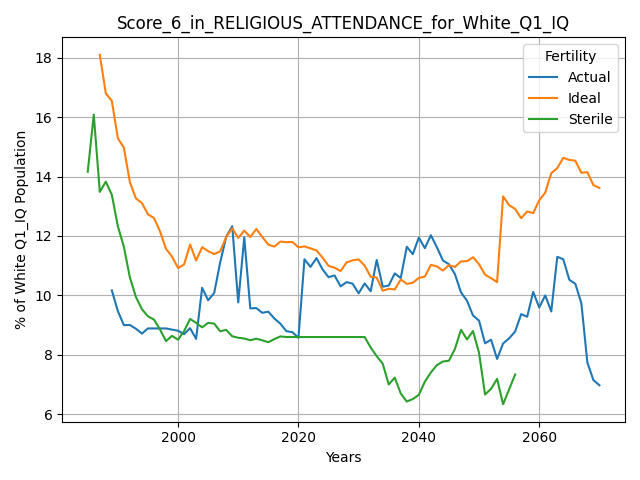 Score_6_in_RELIGIOUS_ATTENDANCE_for_White_Q1_IQ
% of White Q1_IQ Population
18
16
14
12
10
8
6
Fertility
Actual
Ideal
Sterile
2000
2020
2040
2060
Years